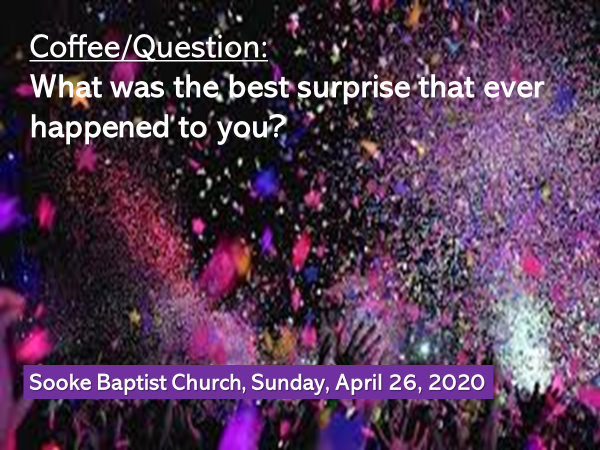 Coffee/Question:
What was the best surprise that ever
happened to you?
Sooke Baptist Church, Sunday, April 26, 2020